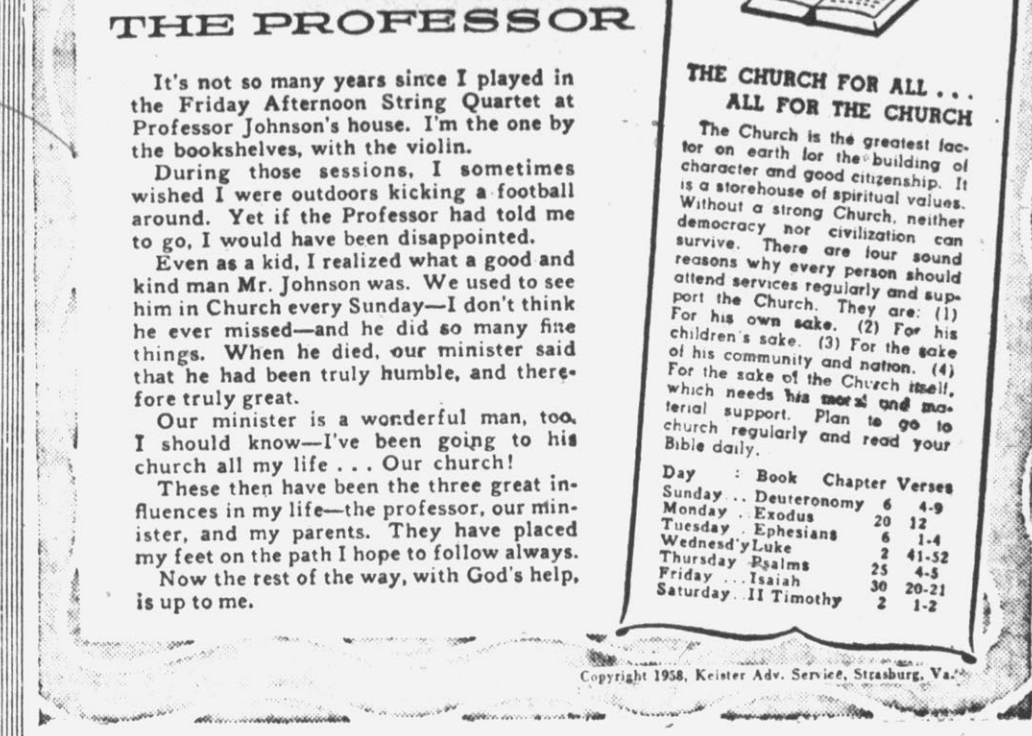 THE PROFESSOR
It's not so many years since I played in
the Friday Afternoon String Quartet at
Professor Johnson's house. I'm the one by
the bookshelves, with the violin.
During those sessions, I sometimes
wished I were outdoors kicking a football
around. Yet if the Professor had told me
to go, I would have been disappointed.
Even as a kid, I realized what a good and
kind man Mr. Johnson was. We used to see
him in Church every Sunday—I don't think
he ever missed—and he did so many fine
things. When he died, our minister said
that he had been truly humble, and there-
fore truly great.
Our minister is a wonderful man, too.
I should know—I've been going to his
church all my life . . . Our church!
These then have been the three great in-
fluences in my life—the professor, our min-
ister, and my parents. They have placed
my feet on the path I hope to follow always.
Now the rest of the way, with God's help,
is up to me.
THE CHURCH FOR ALL . . .
ALL FOR THE CHURCH
The Church is the greatest fac-
tor on earth for the building of
character and good citizenship. It
is a storehouse of spiritual values.
Without a strong Church, neither
democracy nor civilization can
survive. There are four sound
reasons why every person should
attend services regularly and sup-
port the Church. They are: (1)
For his own sake. (2) For his
children's sake. (3) For the sake
of his community and nation. (4)
For the sake of the Church itself,
which needs his moral and ma-
terial support. Plan to go to
church regularly and read your
Bible daily.
Day : Book Chapter Verses
Sunday . . Deuteronomy 6 4-9
Monday . Exodus 20 12
Tuesday . Ephesians 6 1-4
Wednesd'y Luke 2 41-52
Thursday Psalms 25 4-5
Friday . . . Isaiah 30 20-21
Saturday . . II Timothy 2 1-2
Copyright 1958, Keister Adv. Service, Strasburg, Va.